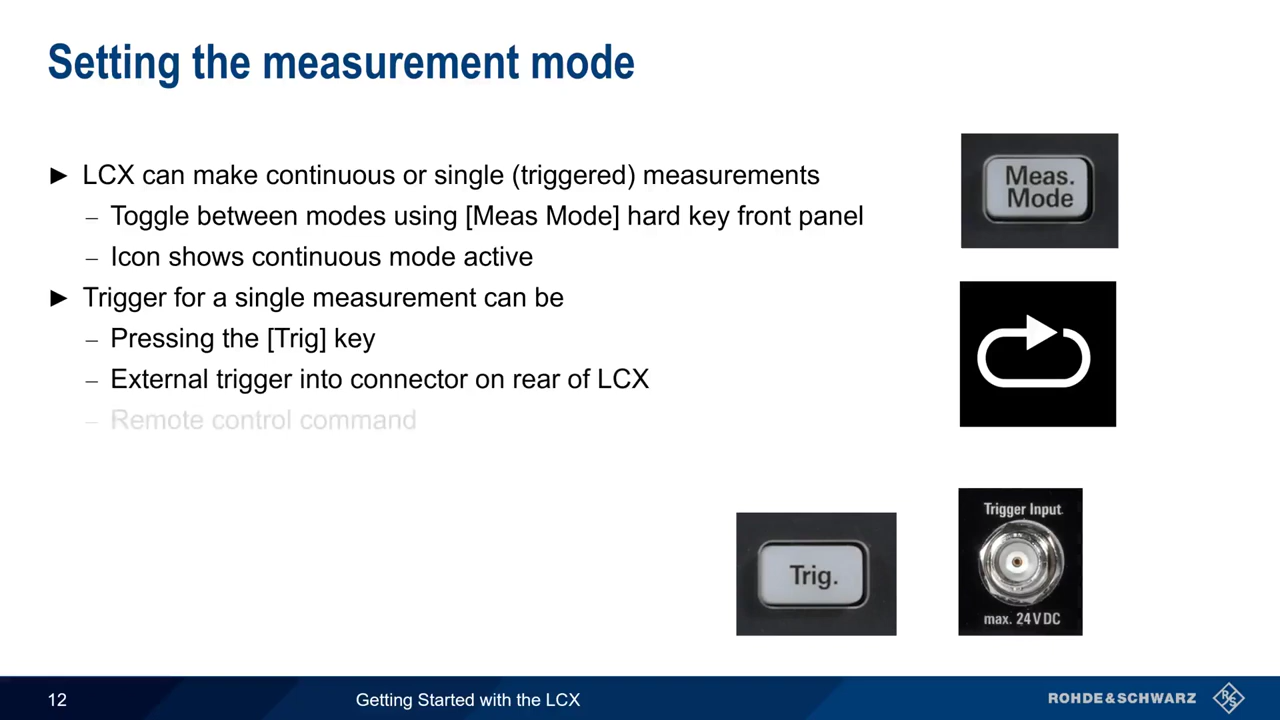 Setting the measurement mode
► LCX can make continuous or single (triggered) measurements
– Toggle between modes using [Meas Mode] hard key front panel
– Icon shows continuous mode active
► Trigger for a single measurement can be
– Pressing the [Trig] key
– External trigger into connector on rear of LCX
– Remote control command
Meas.
Mode
Trig.
Trigger Input
max. 24 V DC
12
Getting Started with the LCX
ROHDE & SCHWARZ
R
S